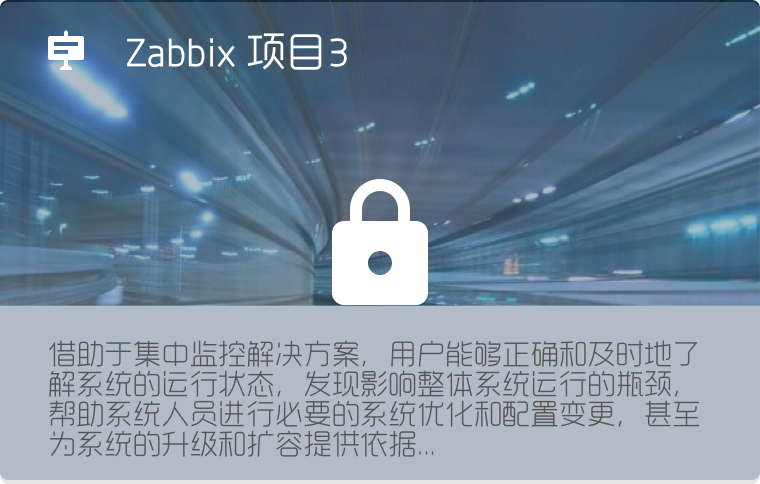 Zabbix 项目3
借助于集中监控解决方案，用户能够正确和及时地了
解系统的运行状态，发现影响整体系统运行的瓶颈，
帮助系统人员进行必要的系统优化和配置变更，甚至
为系统的升级和扩容提供依据...